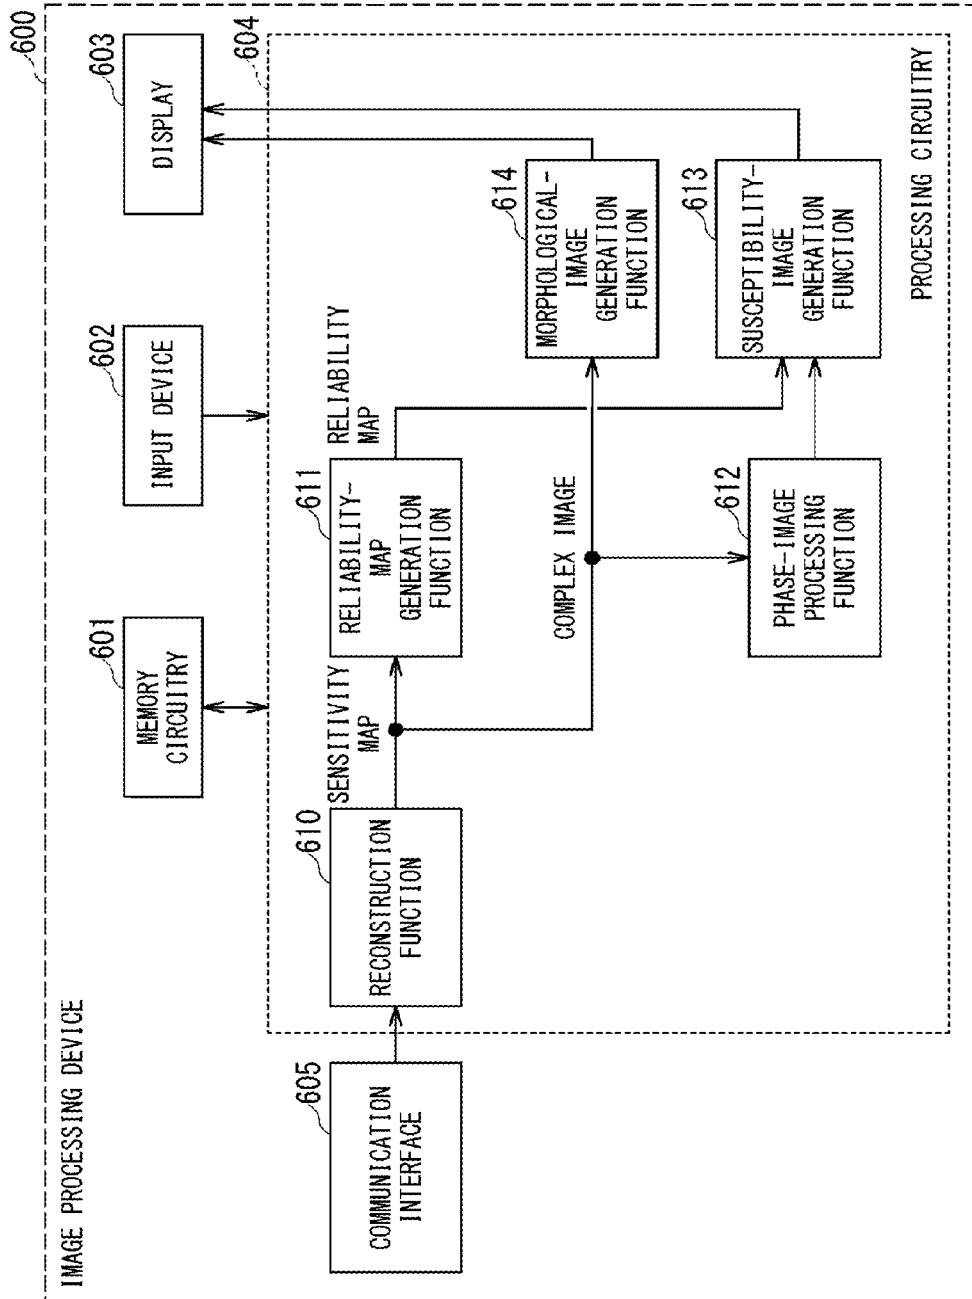 IMAGE PROCESSING DEVICE
600
601
MEMORY
CIRCUITRY
602
INPUT DEVICE
603
DISPLAY
604
605
COMMUNICATION
INTERFACE
610
RECONSTRUCTION
FUNCTION
SENSITIVITY
MAP
611
RELIABILITY-
MAP
GENERATION
FUNCTION
RELIABILITY
MAP
COMPLEX IMAGE
614
MORPHOLOGICAL-
IMAGE
GENERATION
FUNCTION
612
PHASE-IMAGE
PROCESSING
FUNCTION
613
SUSCEPTIBILITY-
IMAGE
GENERATION
FUNCTION
PROCESSING CIRCUITRY